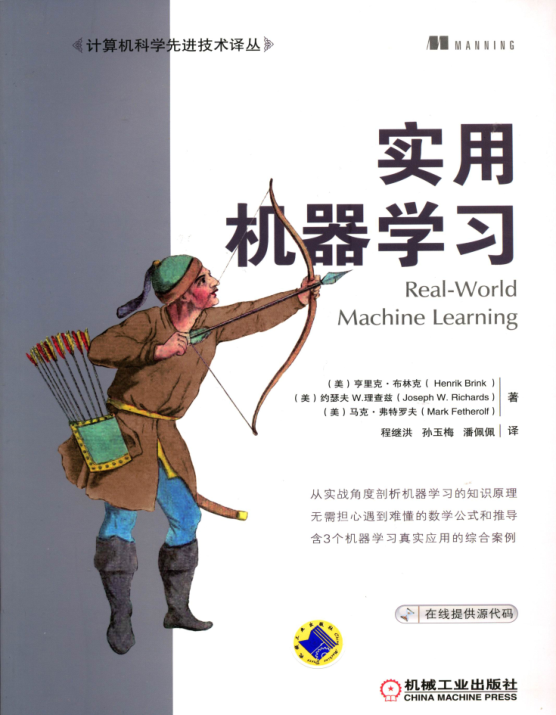 计算机科学先进技术译丛
MANNING
实用
机器学习
Real-World
Machine Learning
（美）亨里克·布林克（ Henrik Brink ）
（美）约瑟夫 W.理查兹（Joseph W. Richards）
（美）马克·弗特罗夫（Mark Fetherolf）
著
程继洪 孙玉梅 潘佩佩 译
从实战角度剖析机器学习的知识原理
无需担心遇到难懂的数学公式和推导
含3个机器学习真实应用的综合案例
在线提供源代码
机械工业出版社
CHINA MACHINE PRESS